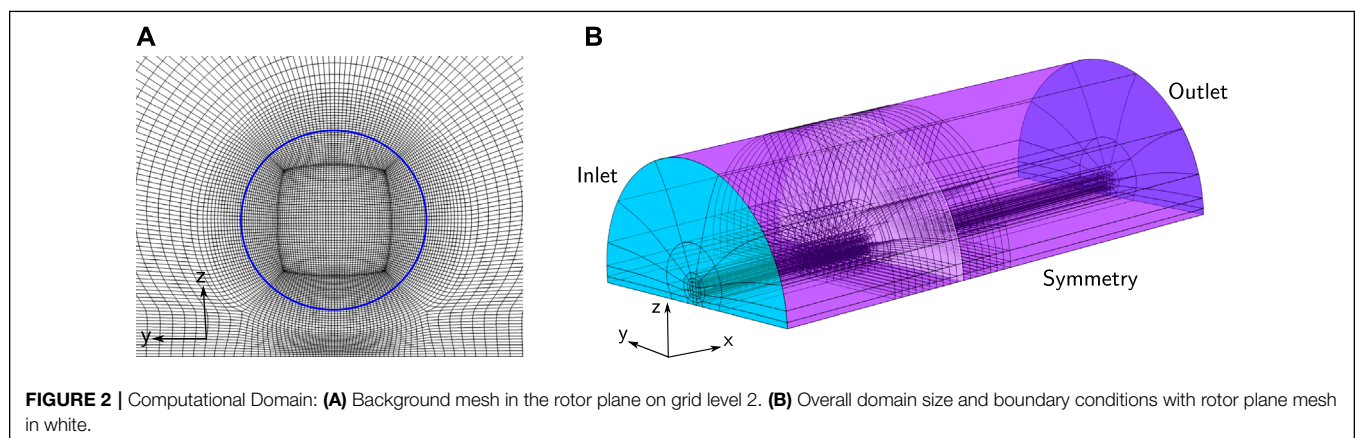 A
B
z
y
Inlet
Outlet
Symmetry
z
y
x
FIGURE 2 | Computational Domain: (A) Background mesh in the rotor plane on grid level 2. (B) Overall domain size and boundary conditions with rotor plane mesh
in white.